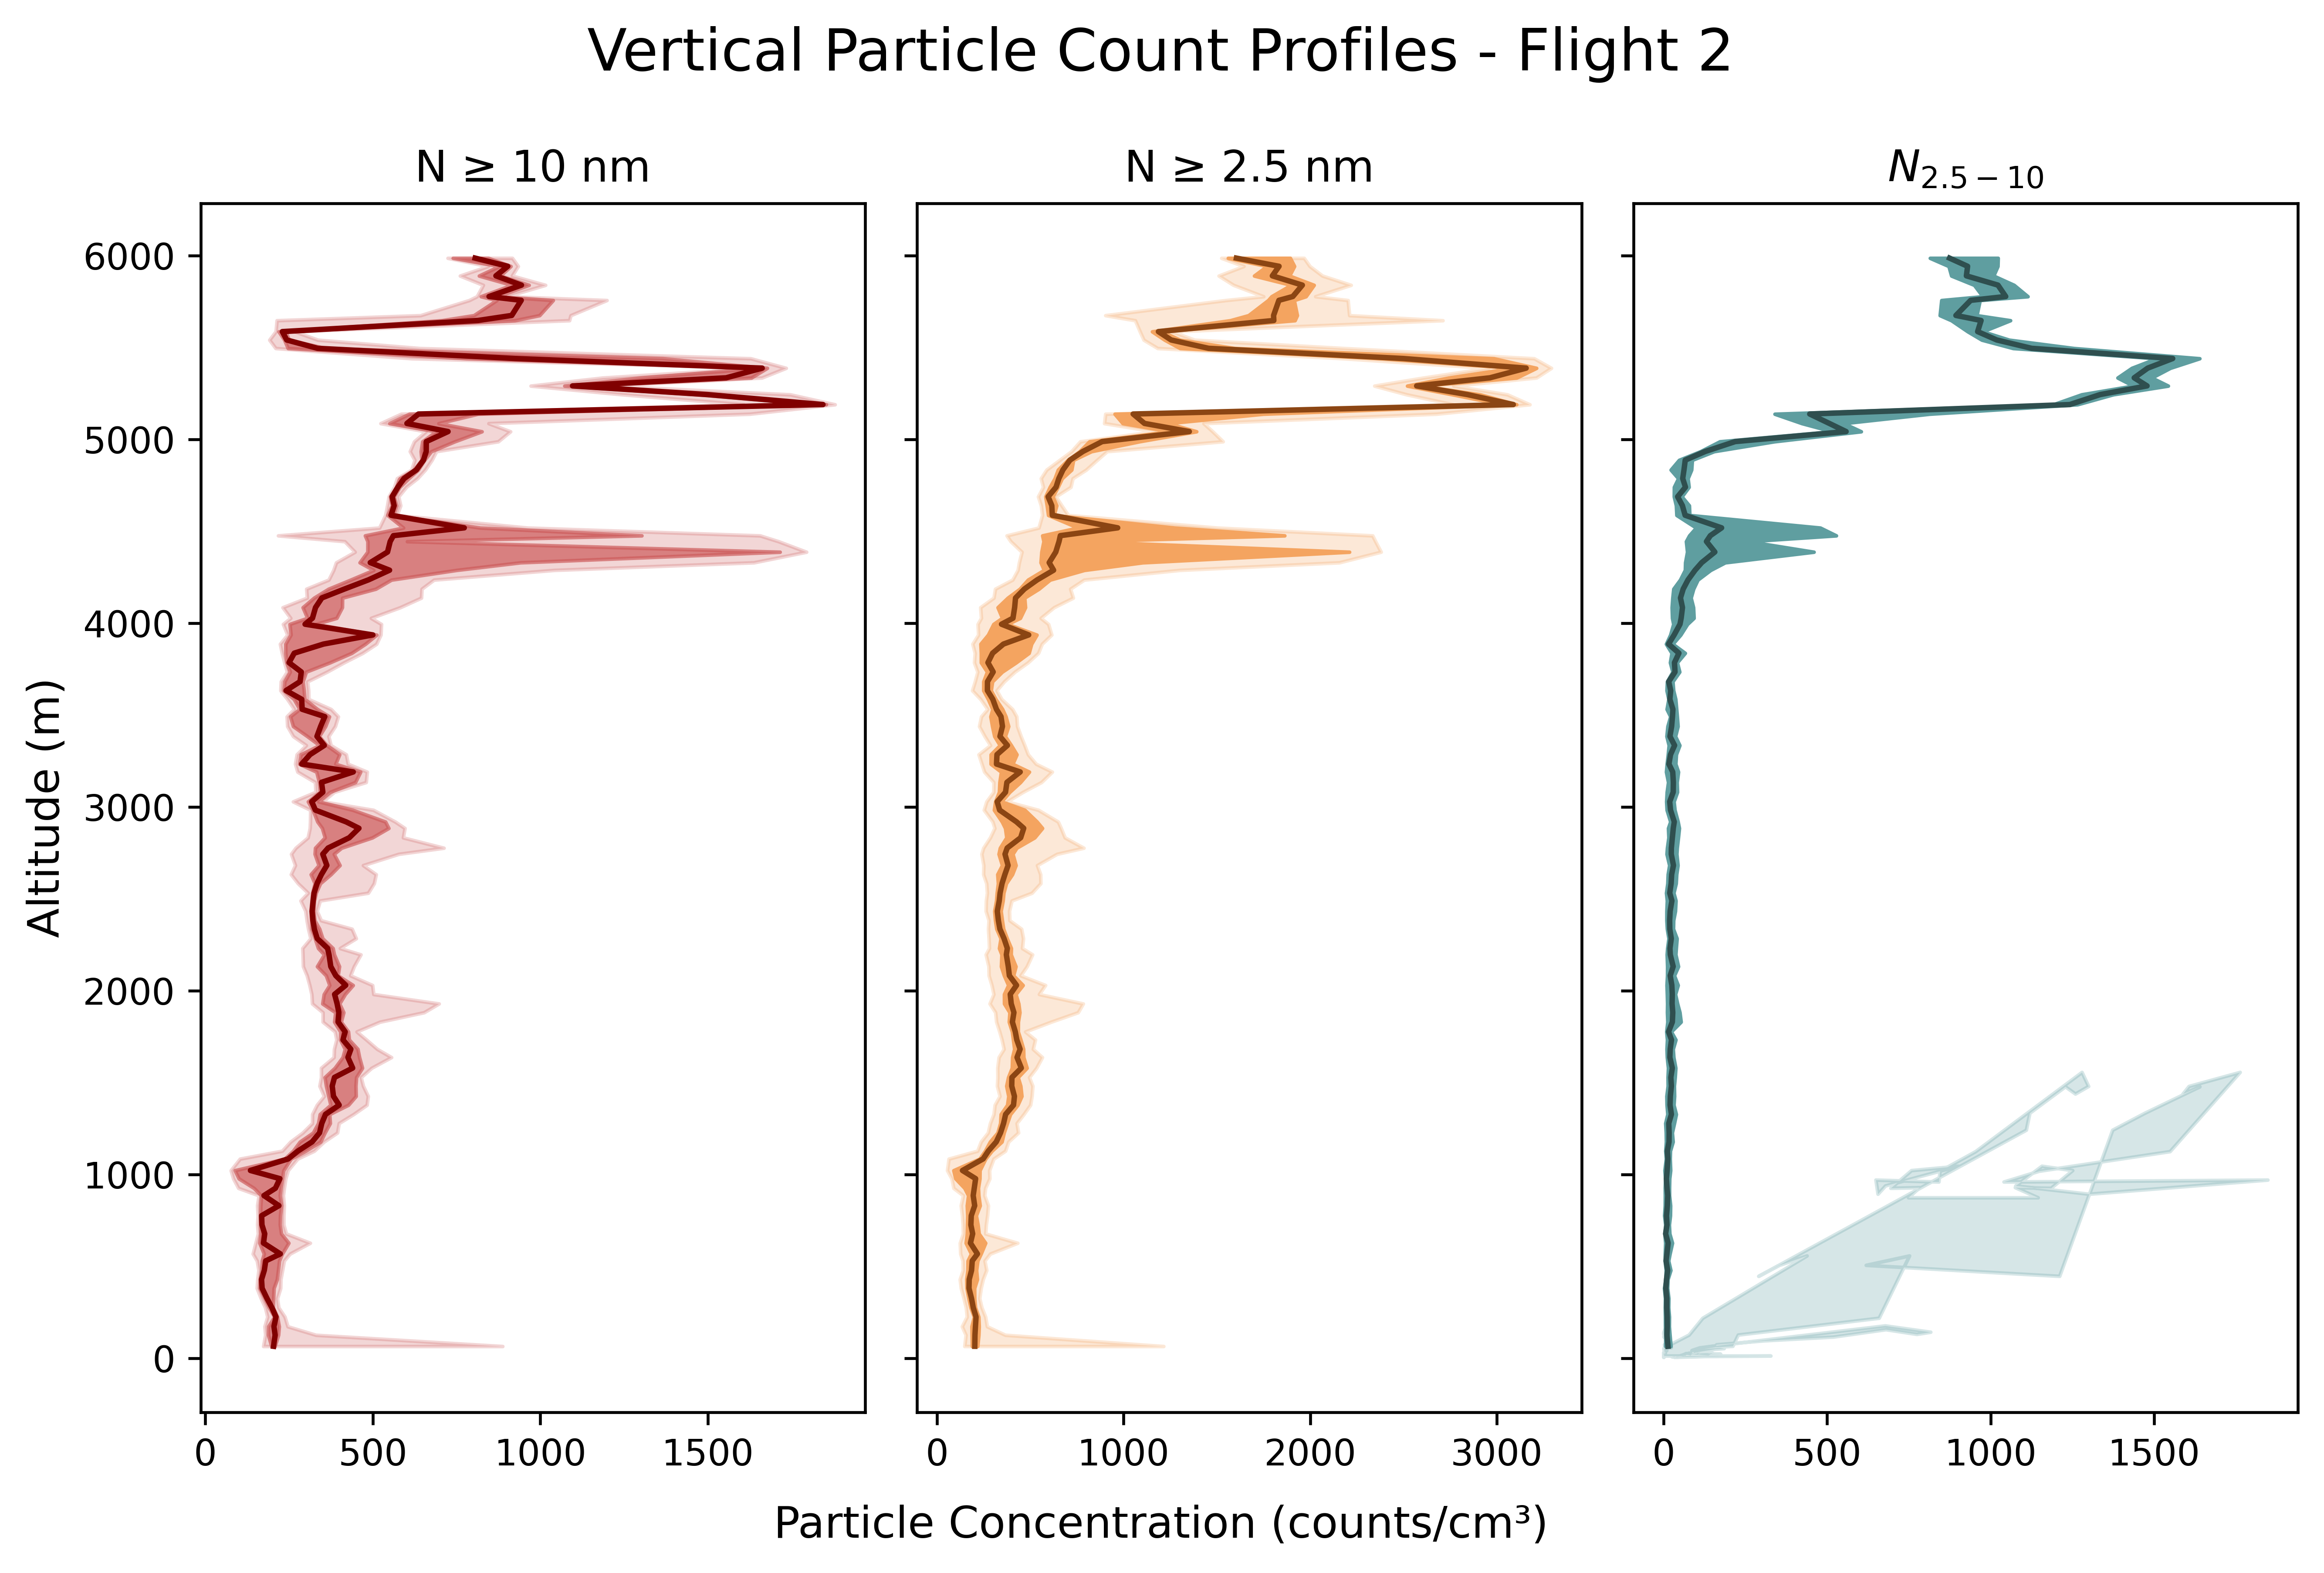 Vertical Particle Count Profiles - Flight 2
N ≥ 10 nm
N ≥ 2.5 nm
N2.5 − 10
6000
5000
4000
3000
2000
1000
0
Altitude (m)
0 500 1000 1500
0 1000 2000 3000
0 500 1000 1500
Particle Concentration (counts/cm³)